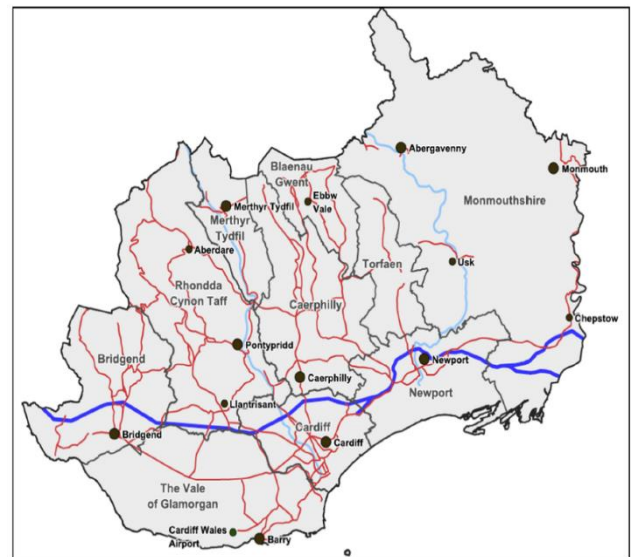 Abergavenny
Blaenau
Gwent
Monmouth
Ebbw
Vale
Monmouthshire
Merthyr Tydfil
Merthyr
Tydfil
Aberdare
Torfaen
Usk
Rhondda
Cynon Taff
Caerphilly
Chepstow
Pontypridd
Bridgend
Newport
Caerphilly
Newport
Llantrisant
Cardiff
Bridgend
Cardiff
The Vale
of Glamorgan
Cardiff Wales
Airport
Barry